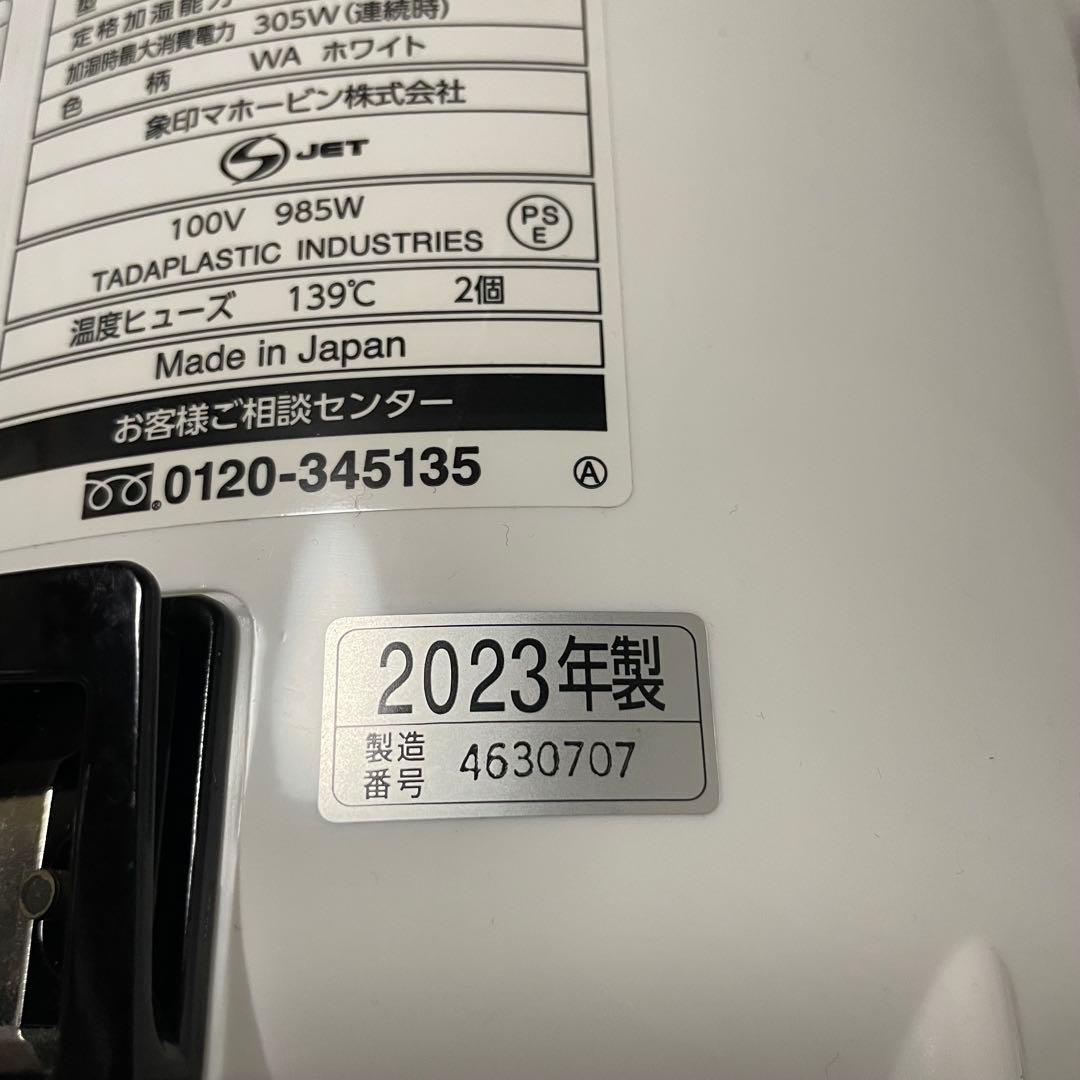 定格加湿能力
加湿時最大消費電力 305W(連続時)
色 柄 WA ホワイト
象印マホービン株式会社
JET
100V 985W
PS
E
TADAPLASTIC INDUSTRIES
温度ヒューズ 139℃ 2個
Made in Japan
お客様ご相談センター
0120-345135 Ⓐ
2023年製
製造
番号 4630707